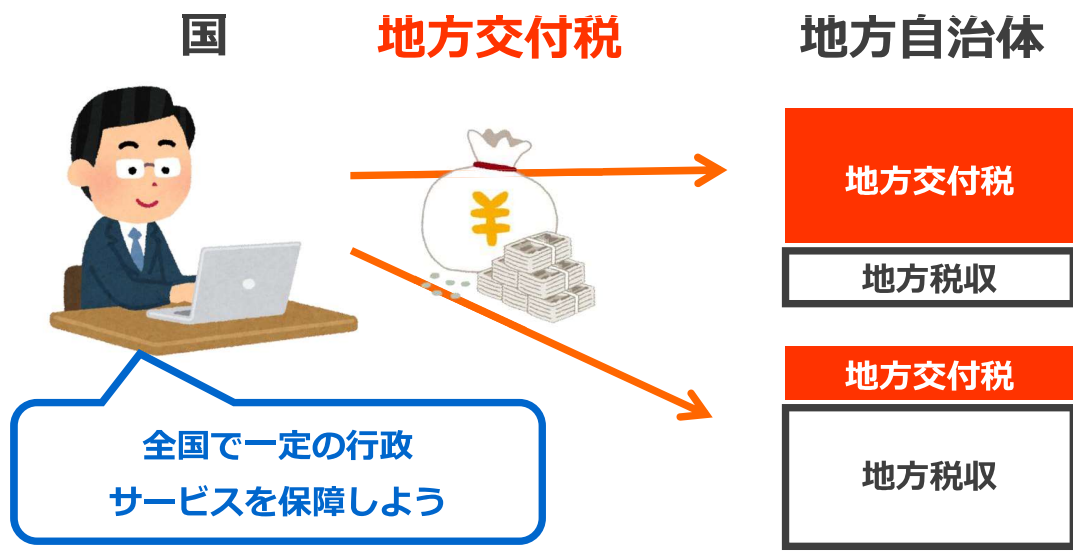 国
地方交付税
地方自治体
¥
地方交付税
地方税収
地方交付税
地方税収
全国で一定の行政
サービスを保障しよう